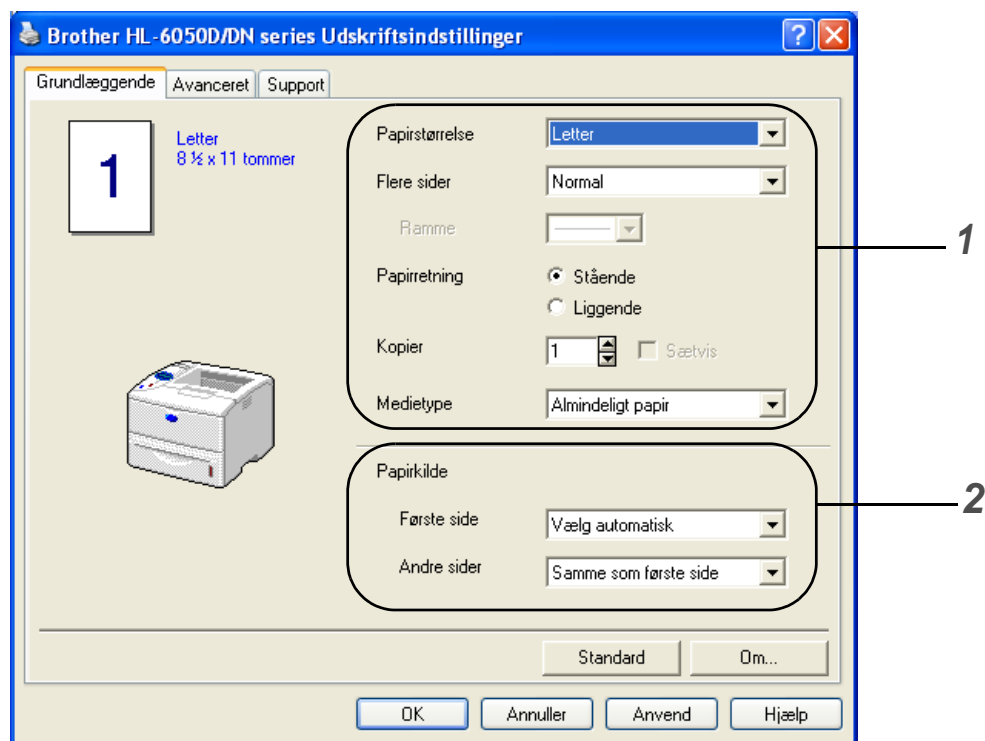 Brother HL-6050D/DN series Udskriftsindstillinger
Grundlæggende Avanceret Support
1
Letter
8 ½ x 11 tommer
Papirstørrelse Letter
Flere sider Normal
Ramme
Papirretning Stående
Liggende
Kopier 1 Sætvis
Medietype Almindeligt papir
1
Papirkilde
Første side Vælg automatisk
Andre sider Samme som første side
2
Standard Om...
OK Annuller Anvend Hjælp